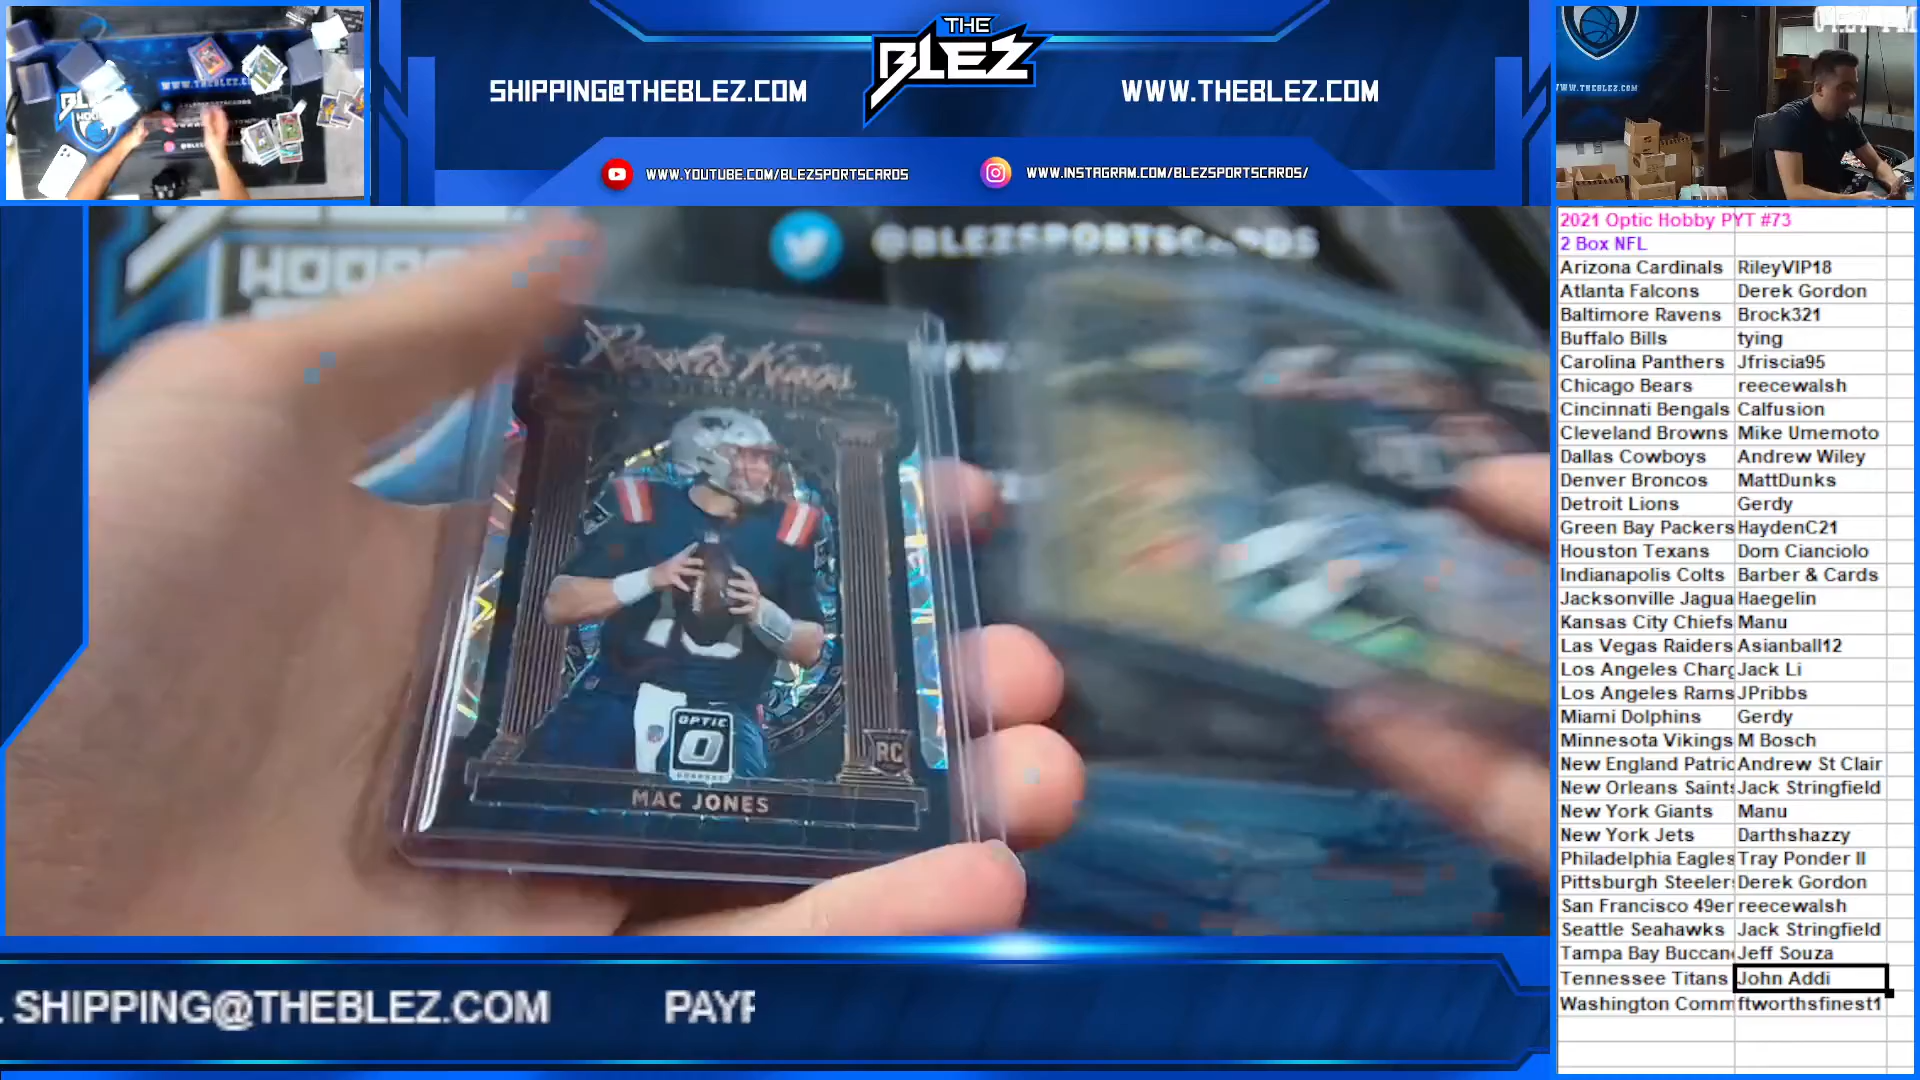 THE
BLEZ
SHIPPING@THEBLEZ.COM
WWW.THEBLEZ.COM
WWW.YOUTUBE.COM/BLEZSPORTSCARDS
WWW.INSTAGRAM.COM/BLEZSPORTSCARDS/
@BLEZSPORTSCARDS
OPTIC
RC
MAC JONES
SHIPPING@THEBLEZ.COM
2021 Optic Hobby PYT #73
2 Box NFL
Arizona Cardinals RileyVIP18
Atlanta Falcons Derek Gordon
Baltimore Ravens Brock321
Buffalo Bills tying
Carolina Panthers Jfriscia95
Chicago Bears reecewalsh
Cincinnati Bengals Calfusion
Cleveland Browns Mike Umemoto
Dallas Cowboys Andrew Wiley
Denver Broncos MattDunks
Detroit Lions Gerdy
Green Bay Packers HaydenC21
Houston Texans Dom Cianciolo
Indianapolis Colts Barber & Cards
Jacksonville Jagua Haegelin
Kansas City Chiefs Manu
Las Vegas Raiders Asianball12
Los Angeles Charg Jack Li
Los Angeles Rams JPribbs
Miami Dolphins Gerdy
Minnesota Vikings M Bosch
New England Patric Andrew St Clair
New Orleans Saints Jack Stringfield
New York Giants Manu
New York Jets Darthshazzy
Philadelphia Eagles Tray Ponder II
Pittsburgh Steelers Derek Gordon
San Francisco 49er reecewalsh
Seattle Seahawks Jack Stringfield
Tampa Bay Buccane Jeff Souza
Tennessee Titans John Addi
Washington Comm ftworthsfinest1